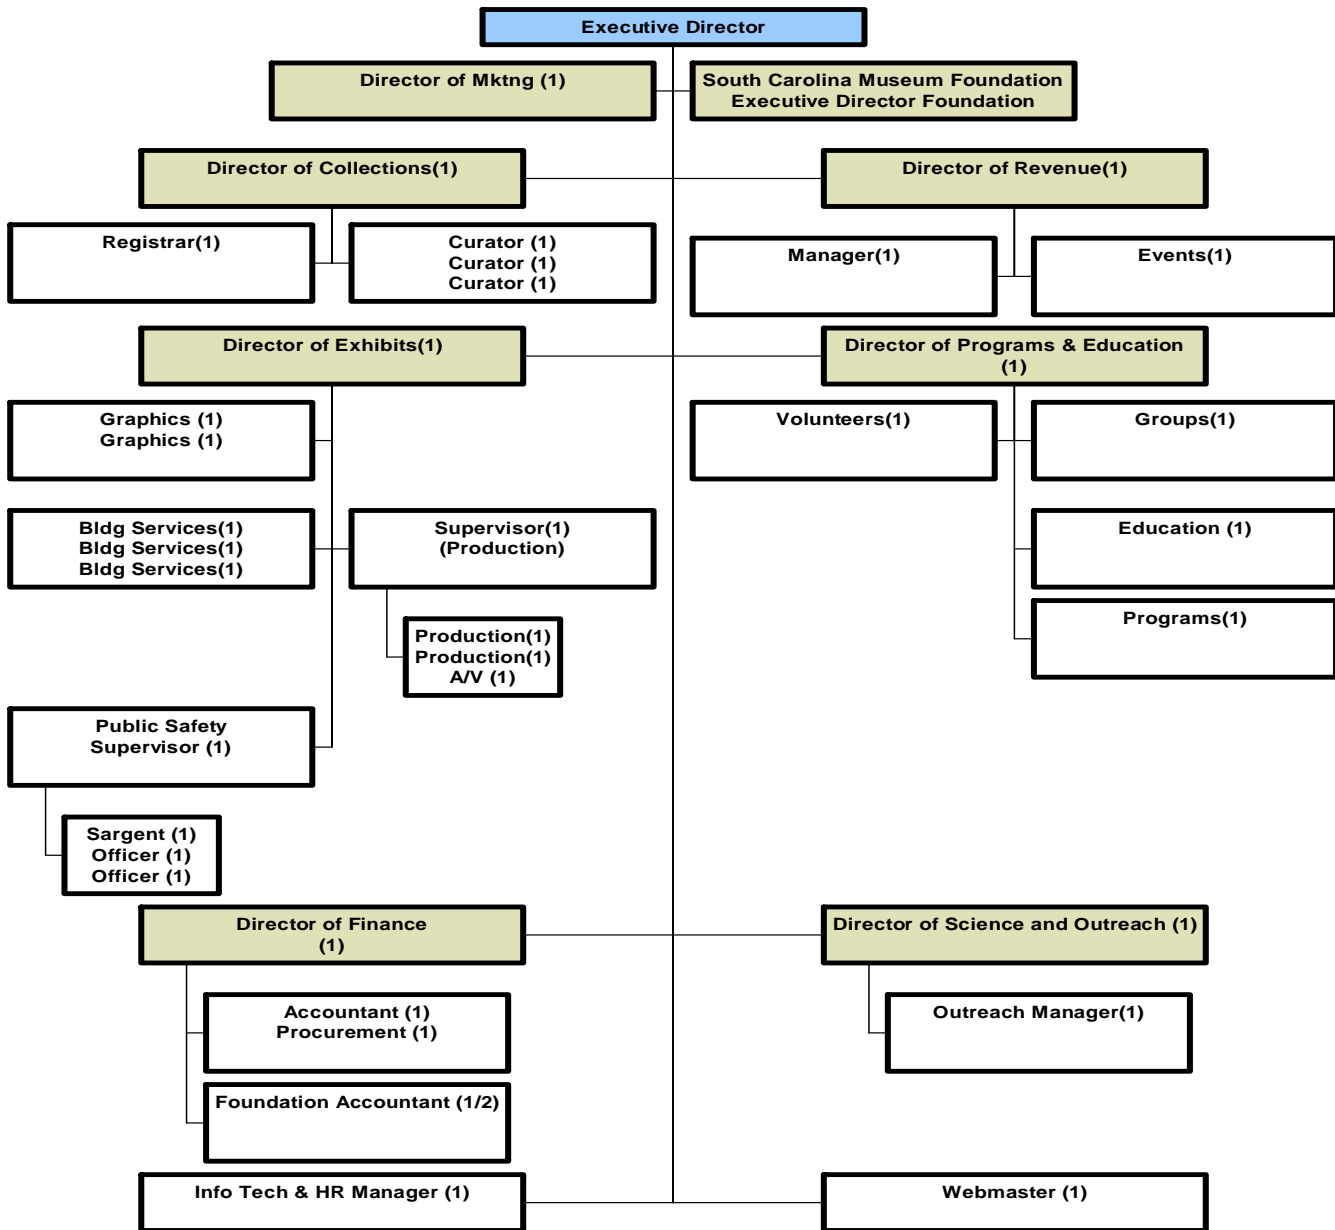 Executive Director
Director of Mktng (1)
South Carolina Museum Foundation
Executive Director Foundation
Director of Collections(1)
Director of Revenue(1)
Registrar(1)
Curator (1)
Curator (1)
Curator (1)
Manager(1)
Events(1)
Director of Exhibits(1)
Director of Programs & Education
(1)
Graphics (1)
Graphics (1)
Volunteers(1)
Groups(1)
Bldg Services(1)
Bldg Services(1)
Bldg Services(1)
Supervisor(1)
(Production)
Education (1)
Production(1)
Production(1)
A/V (1)
Programs(1)
Public Safety
Supervisor (1)
Sargent (1)
Officer (1)
Officer (1)
Director of Finance
(1)
Director of Science and Outreach (1)
Accountant (1)
Procurement (1)
Outreach Manager(1)
Foundation Accountant (1/2)
Info Tech & HR Manager (1)
Webmaster (1)